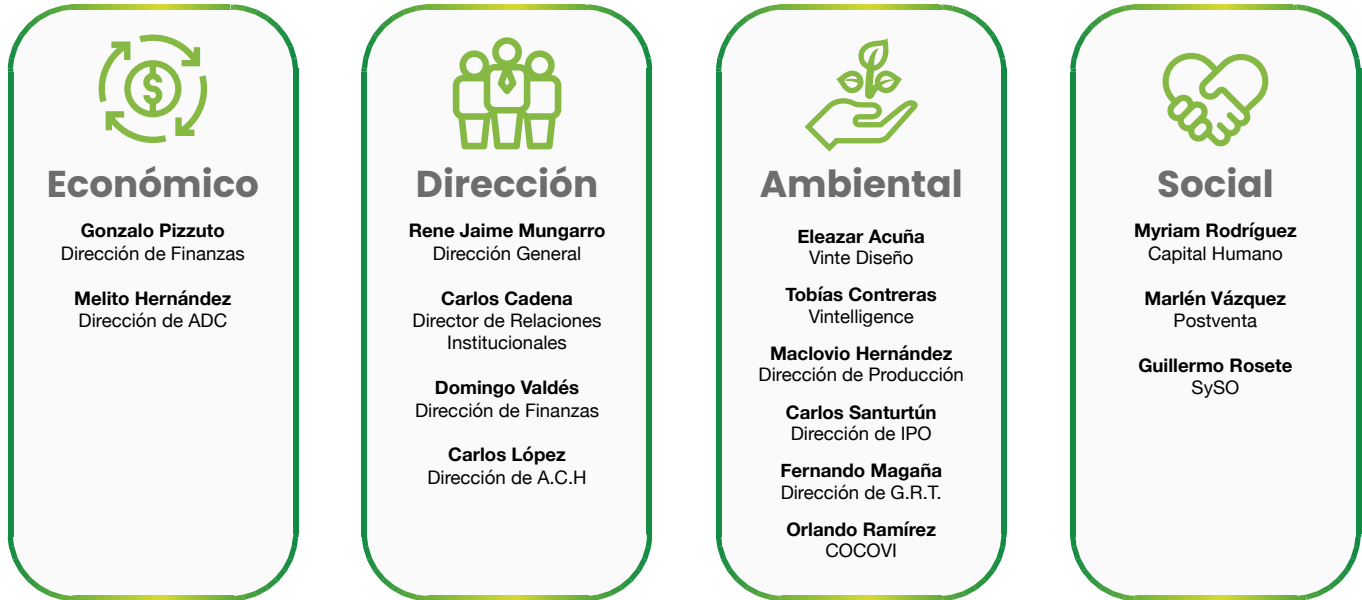 Económico
Gonzalo Pizzuto
Dirección de Finanzas
Melito Hernández
Dirección de ADC
Dirección
Rene Jaime Mungarro
Dirección General
Carlos Cadena
Director de Relaciones
Institucionales
Domingo Valdés
Dirección de Finanzas
Carlos López
Dirección de A.C.H
Ambiental
Eleazar Acuña
Vinte Diseño
Tobías Contreras
Vintelligence
Maclovio Hernández
Dirección de Producción
Carlos Santurtún
Dirección de IPO
Fernando Magaña
Dirección de G.R.T.
Orlando Ramírez
COCOVI
Social
Myriam Rodríguez
Capital Humano
Marlén Vázquez
Postventa
Guillermo Rosete
SySO